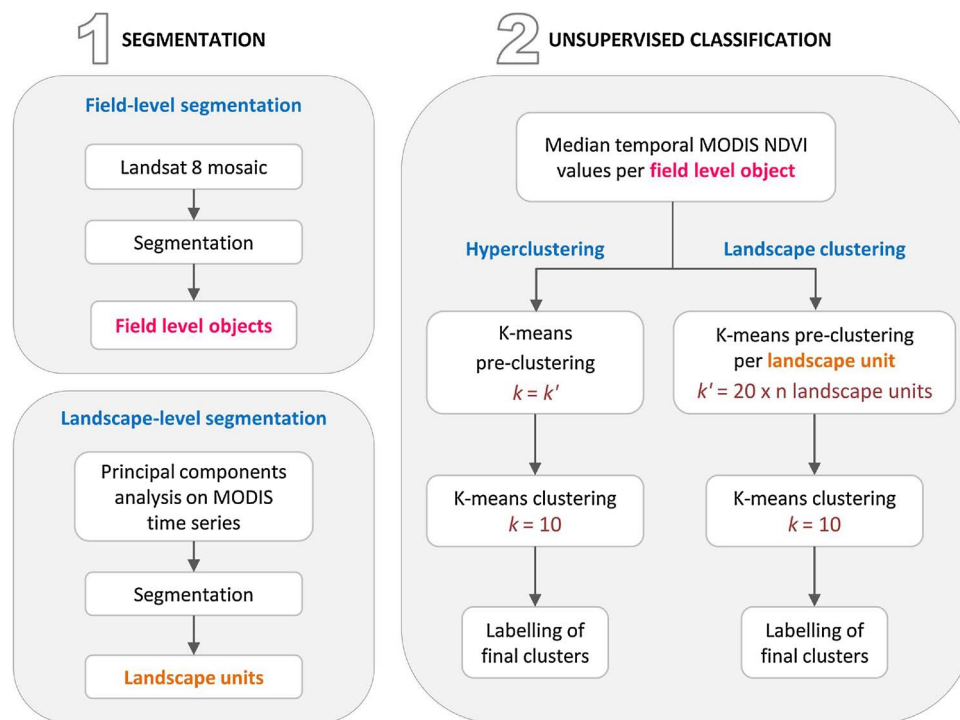 1 SEGMENTATION
Field-level segmentation
Landsat 8 mosaic
Segmentation
Field level objects
Landscape-level segmentation
Principal components
analysis on MODIS
time series
Segmentation
Landscape units
2 UNSUPERVISED CLASSIFICATION
Median temporal MODIS NDVI
values per field level object
Hyperclustering
Landscape clustering
K-means
pre-clustering
k = k'
K-means pre-clustering
per landscape unit
k' = 20 x n landscape units
K-means clustering
k = 10
K-means clustering
k = 10
Labelling of
final clusters
Labelling of
final clusters